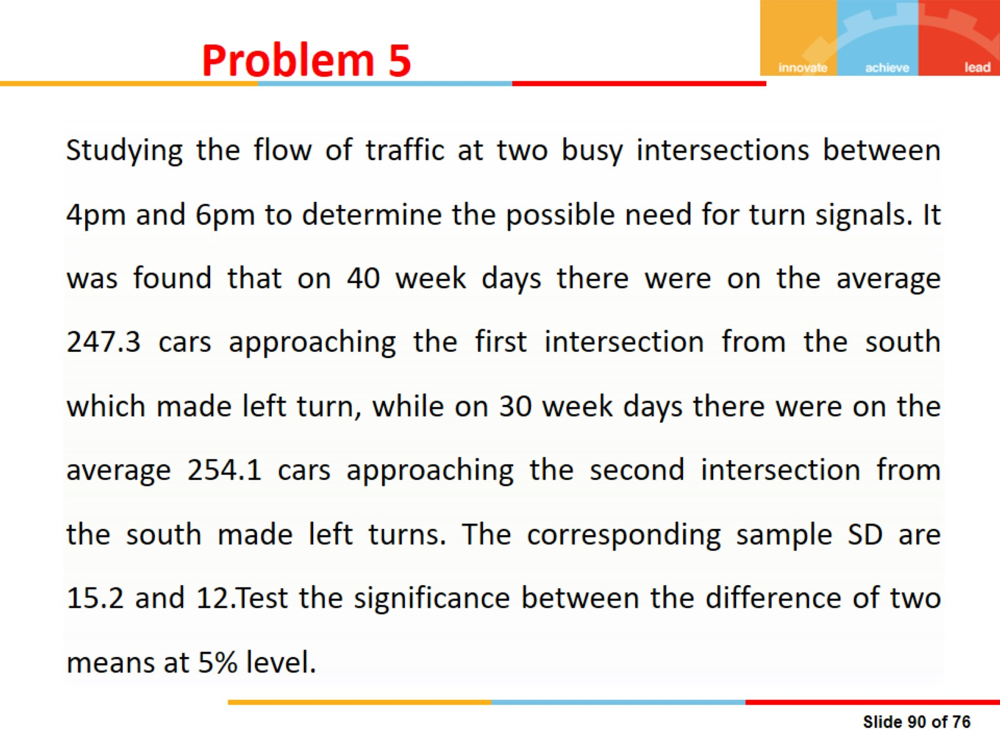 Problem 5
innovate achieve lead
Studying the flow of traffic at two busy intersections between
4pm and 6pm to determine the possible need for turn signals. It
was found that on 40 week days there were on the average
247.3 cars approaching the first intersection from the south
which made left turn, while on 30 week days there were on the
average 254.1 cars approaching the second intersection from
the south made left turns. The corresponding sample SD are
15.2 and 12.Test the significance between the difference of two
means at 5% level.
Slide 90 of 76